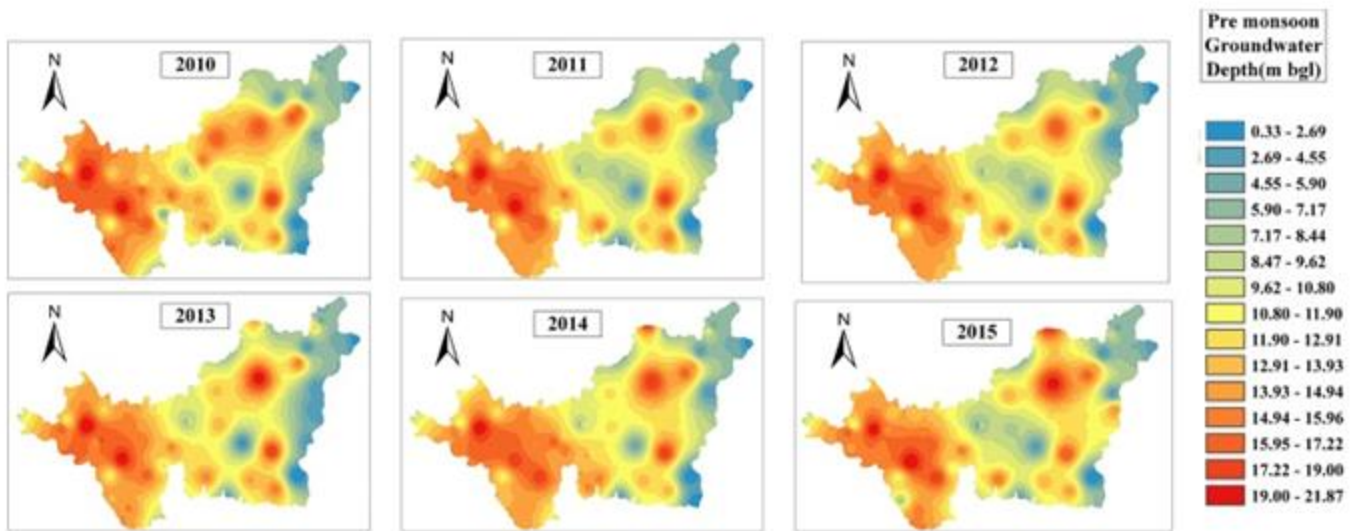 N
2010
N
2011
N
2012
N
2013
N
2014
N
2015
Pre monsoon
Groundwater
Depth(m bgl)
0.33 - 2.69
2.69 - 4.55
4.55 - 5.90
5.90 - 7.17
7.17 - 8.44
8.47 - 9.62
9.62 - 10.80
10.80 - 11.90
11.90 - 12.91
12.91 - 13.93
13.93 - 14.94
14.94 - 15.96
15.95 - 17.22
17.22 - 19.00
19.00 - 21.87